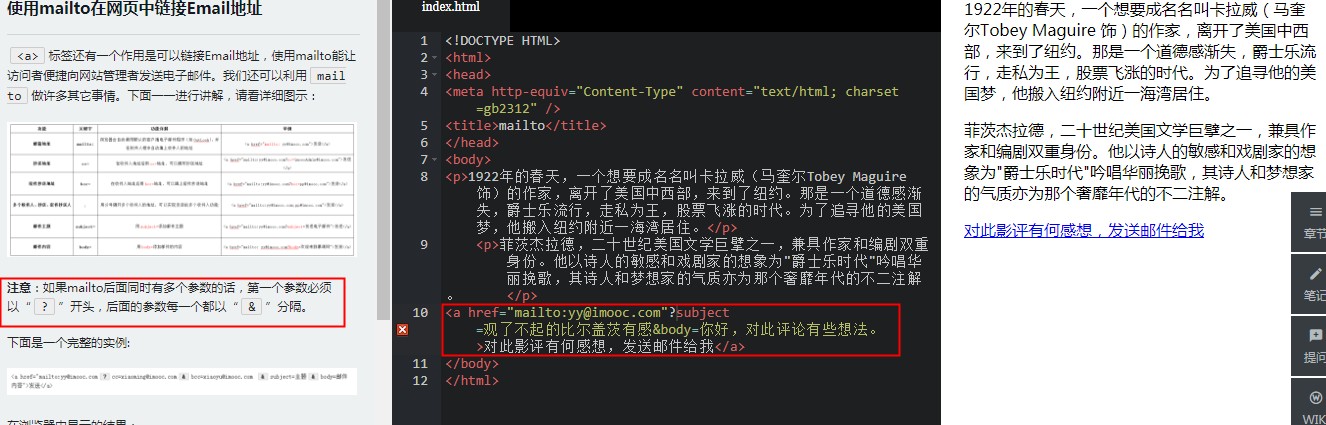 使用mailto在网页中链接Email地址
<a> 标签还有一个作用是可以链接Email地址，使用mailto能让
访问者便捷向网站管理者发送电子邮件。我们还可以利用 mail
to 做许多其它事情。下面一一进行讲解，请看详细图示：
注意：如果mailto后面同时有多个参数的话，第一个参数必须
以“ ? ”开头，后面的参数每一个都以“ & ”分隔。
下面是一个完整的实例:
<a href="mailto:yy@imooc.com ? cc=xiaoming@imooc.com & bcc=xiaoyu@imooc.com & subject=主题 & body=邮件
内容">发送</a>
在浏览器中显示的结果：
index.html
1 <!DOCTYPE HTML>
2 <html>
3 <head>
4 <meta http-equiv="Content-Type" content="text/html; charset
=gb2312" />
5 <title>mailto</title>
6 </head>
7 <body>
8 <p>1922年的春天，一个想要成名名叫卡拉威（马奎尔Tobey Maguire
饰）的作家，离开了美国中西部，来到了纽约。那是一个道德感渐
失，爵士乐流行，走私为王，股票飞涨的时代。为了追寻他的美国
梦，他搬入纽约附近一海湾居住。</p>
9 <p>菲茨杰拉德，二十世纪美国文学巨擘之一，兼具作家和编剧双重
身份。他以诗人的敏感和戏剧家的想象为"爵士乐时代"吟唱华
丽挽歌，其诗人和梦想家的气质亦为那个奢靡年代的不二注解
。 </p>
10 <a href="mailto:yy@imooc.com"?subject
=观了不起的比尔盖茨有感&body=你好，对此评论有些想法。
>对此影评有何感想，发送邮件给我</a>
11 </body>
12 </html>
1922年的春天，一个想要成名名叫卡拉威（马奎
尔Tobey Maguire 饰）的作家，离开了美国中西
部，来到了纽约。那是一个道德感渐失，爵士乐流
行，走私为王，股票飞涨的时代。为了追寻他的美
国梦，他搬入纽约附近一海湾居住。
菲茨杰拉德，二十世纪美国文学巨擘之一，兼具作
家和编剧双重身份。他以诗人的敏感和戏剧家的想
象为"爵士乐时代"吟唱华丽挽歌，其诗人和梦想家
的气质亦为那个奢靡年代的不二注解。
对此影评有何感想，发送邮件给我
章节
笔记
提问
WIK